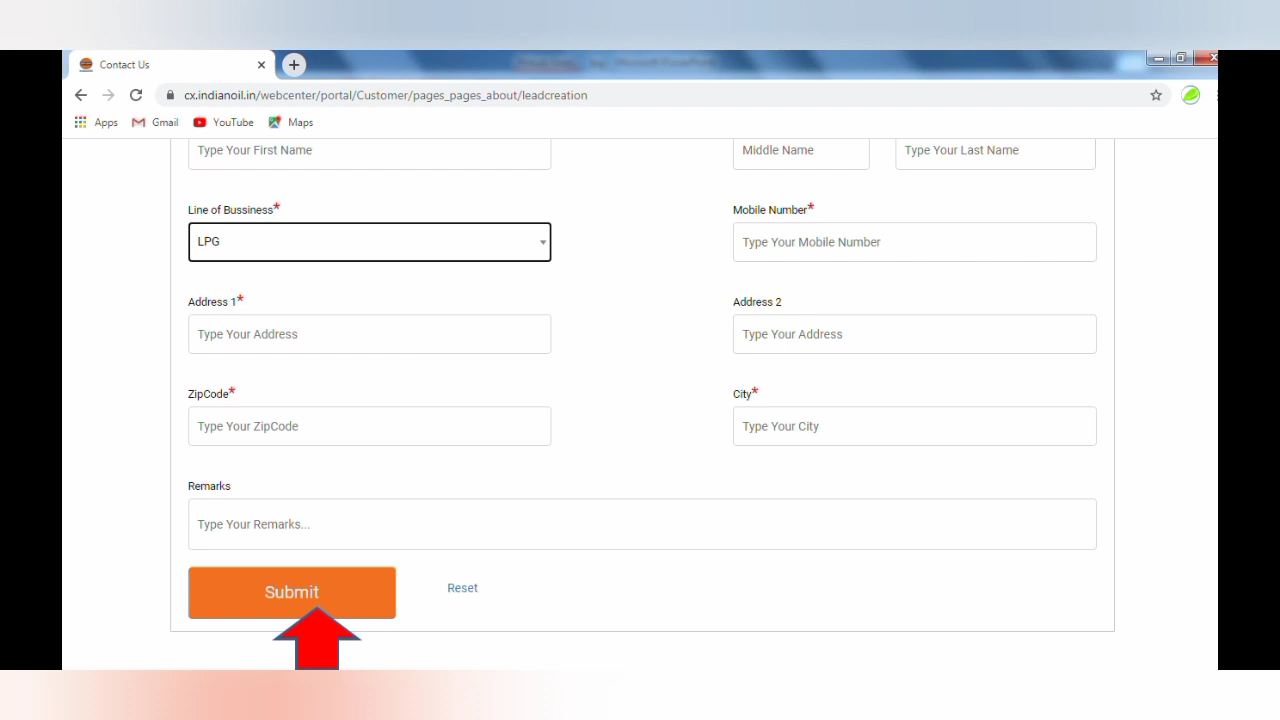 Contact Us
cx.indianoil.in/webcenter/portal/Customer/pages_pages_about/leadcreation
Apps Gmail YouTube Maps
Type Your First Name Middle Name Type Your Last Name
Line of Bussiness* Mobile Number*
LPG Type Your Mobile Number
Address 1* Address 2
Type Your Address Type Your Address
ZipCode* City*
Type Your ZipCode Type Your City
Remarks
Type Your Remarks...
Submit Reset